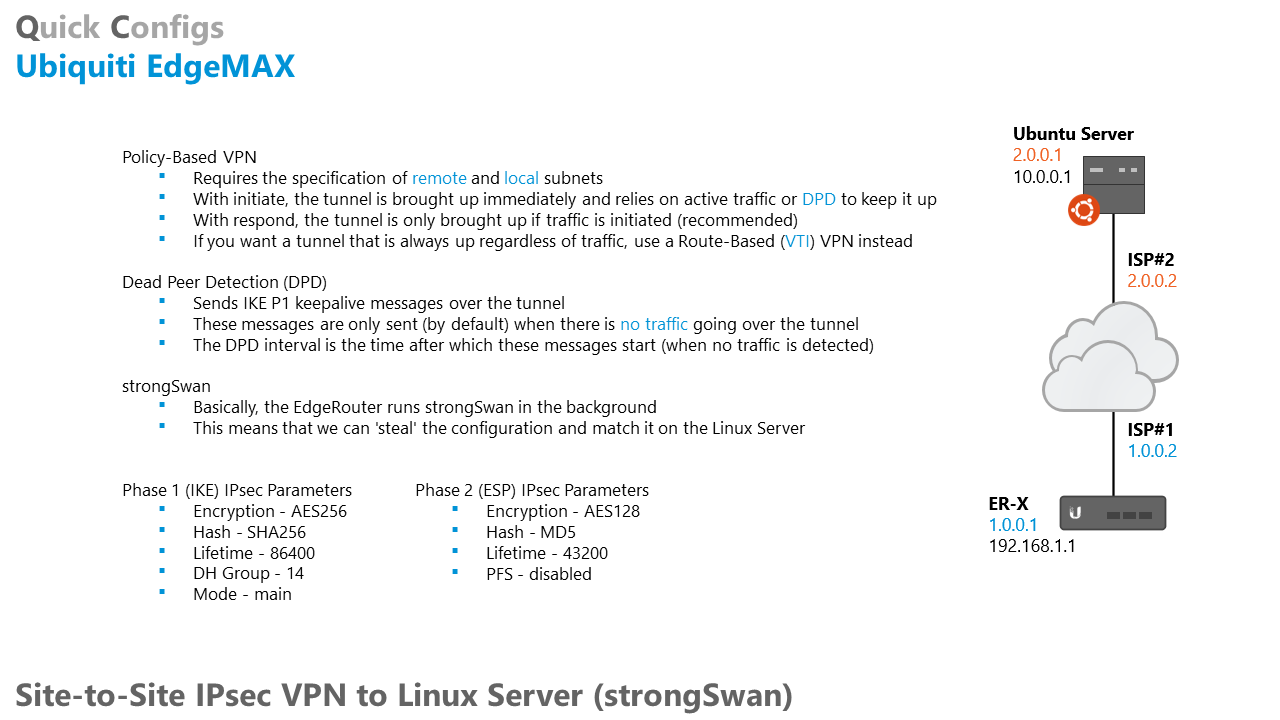 Quick Configs
Ubiquiti EdgeMAX
Policy-Based VPN
Requires the specification of remote and local subnets
With initiate, the tunnel is brought up immediately and relies on active traffic or DPD to keep it up
With respond, the tunnel is only brought up if traffic is initiated (recommended)
If you want a tunnel that is always up regardless of traffic, use a Route-Based (VTI) VPN instead
Dead Peer Detection (DPD)
Sends IKE P1 keepalive messages over the tunnel
These messages are only sent (by default) when there is no traffic going over the tunnel
The DPD interval is the time after which these messages start (when no traffic is detected)
strongSwan
Basically, the EdgeRouter runs strongSwan in the background
This means that we can 'steal' the configuration and match it on the Linux Server
Phase 1 (IKE) IPsec Parameters
Encryption - AES256
Hash - SHA256
Lifetime - 86400
DH Group - 14
Mode - main
Phase 2 (ESP) IPsec Parameters
Encryption - AES128
Hash - MD5
Lifetime - 43200
PFS - disabled
Ubuntu Server
2.0.0.1
10.0.0.1
ISP#2
2.0.0.2
ISP#1
1.0.0.2
ER-X
1.0.0.1
192.168.1.1
Site-to-Site IPsec VPN to Linux Server (strongSwan)